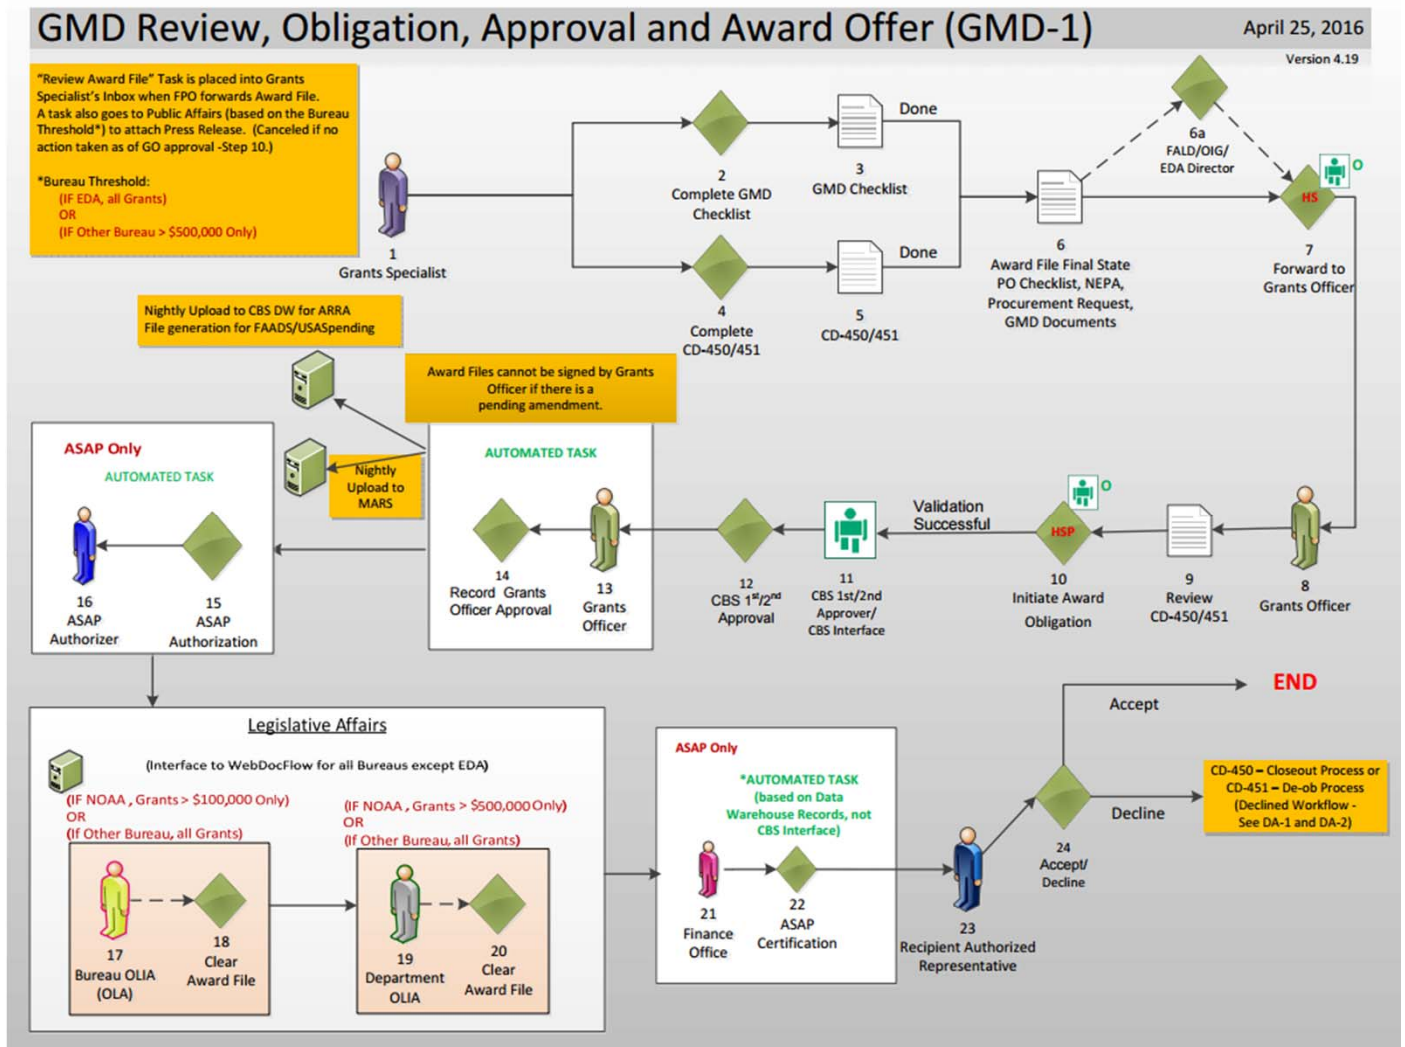 GMD Review, Obligation, Approval and Award Offer (GMD-1)
April 25, 2016
Version 4.19
"Review Award File" Task is placed into Grants
Specialist's Inbox when FPO forwards Award File.
A task also goes to Public Affairs (based on the Bureau
Threshold*) to attach Press Release. (Canceled if no
action taken as of GO approval -Step 10.)
*Bureau Threshold:
(IF EDA, all Grants)
OR
(IF Other Bureau > $500,000 Only)
1
Grants Specialist
2
Complete GMD
Checklist
3
GMD Checklist
Done
4
Complete
CD-450/451
5
CD-450/451
Done
6
Award File Final State
PO Checklist, NEPA,
Procurement Request,
GMD Documents
6a
FALD/OIG/
EDA Director
O
HS
7
Forward to
Grants Officer
Nightly Upload to CBS DW for ARRA
File generation for FAADS/USASpending
Award Files cannot be signed by Grants
Officer if there is a
pending amendment.
Nightly
Upload to
MARS
8
Grants Officer
9
Review
CD-450/451
O
HSP
10
Initiate Award
Obligation
Validation
Successful
11
CBS 1st/2nd
Approver/
CBS Interface
12
CBS 1st/2nd
Approval
AUTOMATED TASK
13
Grants
Officer
14
Record Grants
Officer Approval
ASAP Only
AUTOMATED TASK
15
ASAP
Authorization
16
ASAP
Authorizer
Legislative Affairs
(Interface to WebDocFlow for all Bureaus except EDA)
(IF NOAA , Grants > $100,000 Only)
OR
(If Other Bureau, all Grants)
17
Bureau OLIA
(OLA)
18
Clear
Award File
(IF NOAA , Grants > $500,000 Only)
OR
(If Other Bureau, all Grants)
19
Department
OLIA
20
Clear
Award File
ASAP Only
*AUTOMATED TASK
(based on Data
Warehouse Records, not
CBS Interface)
21
Finance
Office
22
ASAP
Certification
23
Recipient Authorized
Representative
24
Accept/
Decline
Accept
END
Decline
CD-450 – Closeout Process or
CD-451 – De-ob Process
(Declined Workflow -
See DA-1 and DA-2)